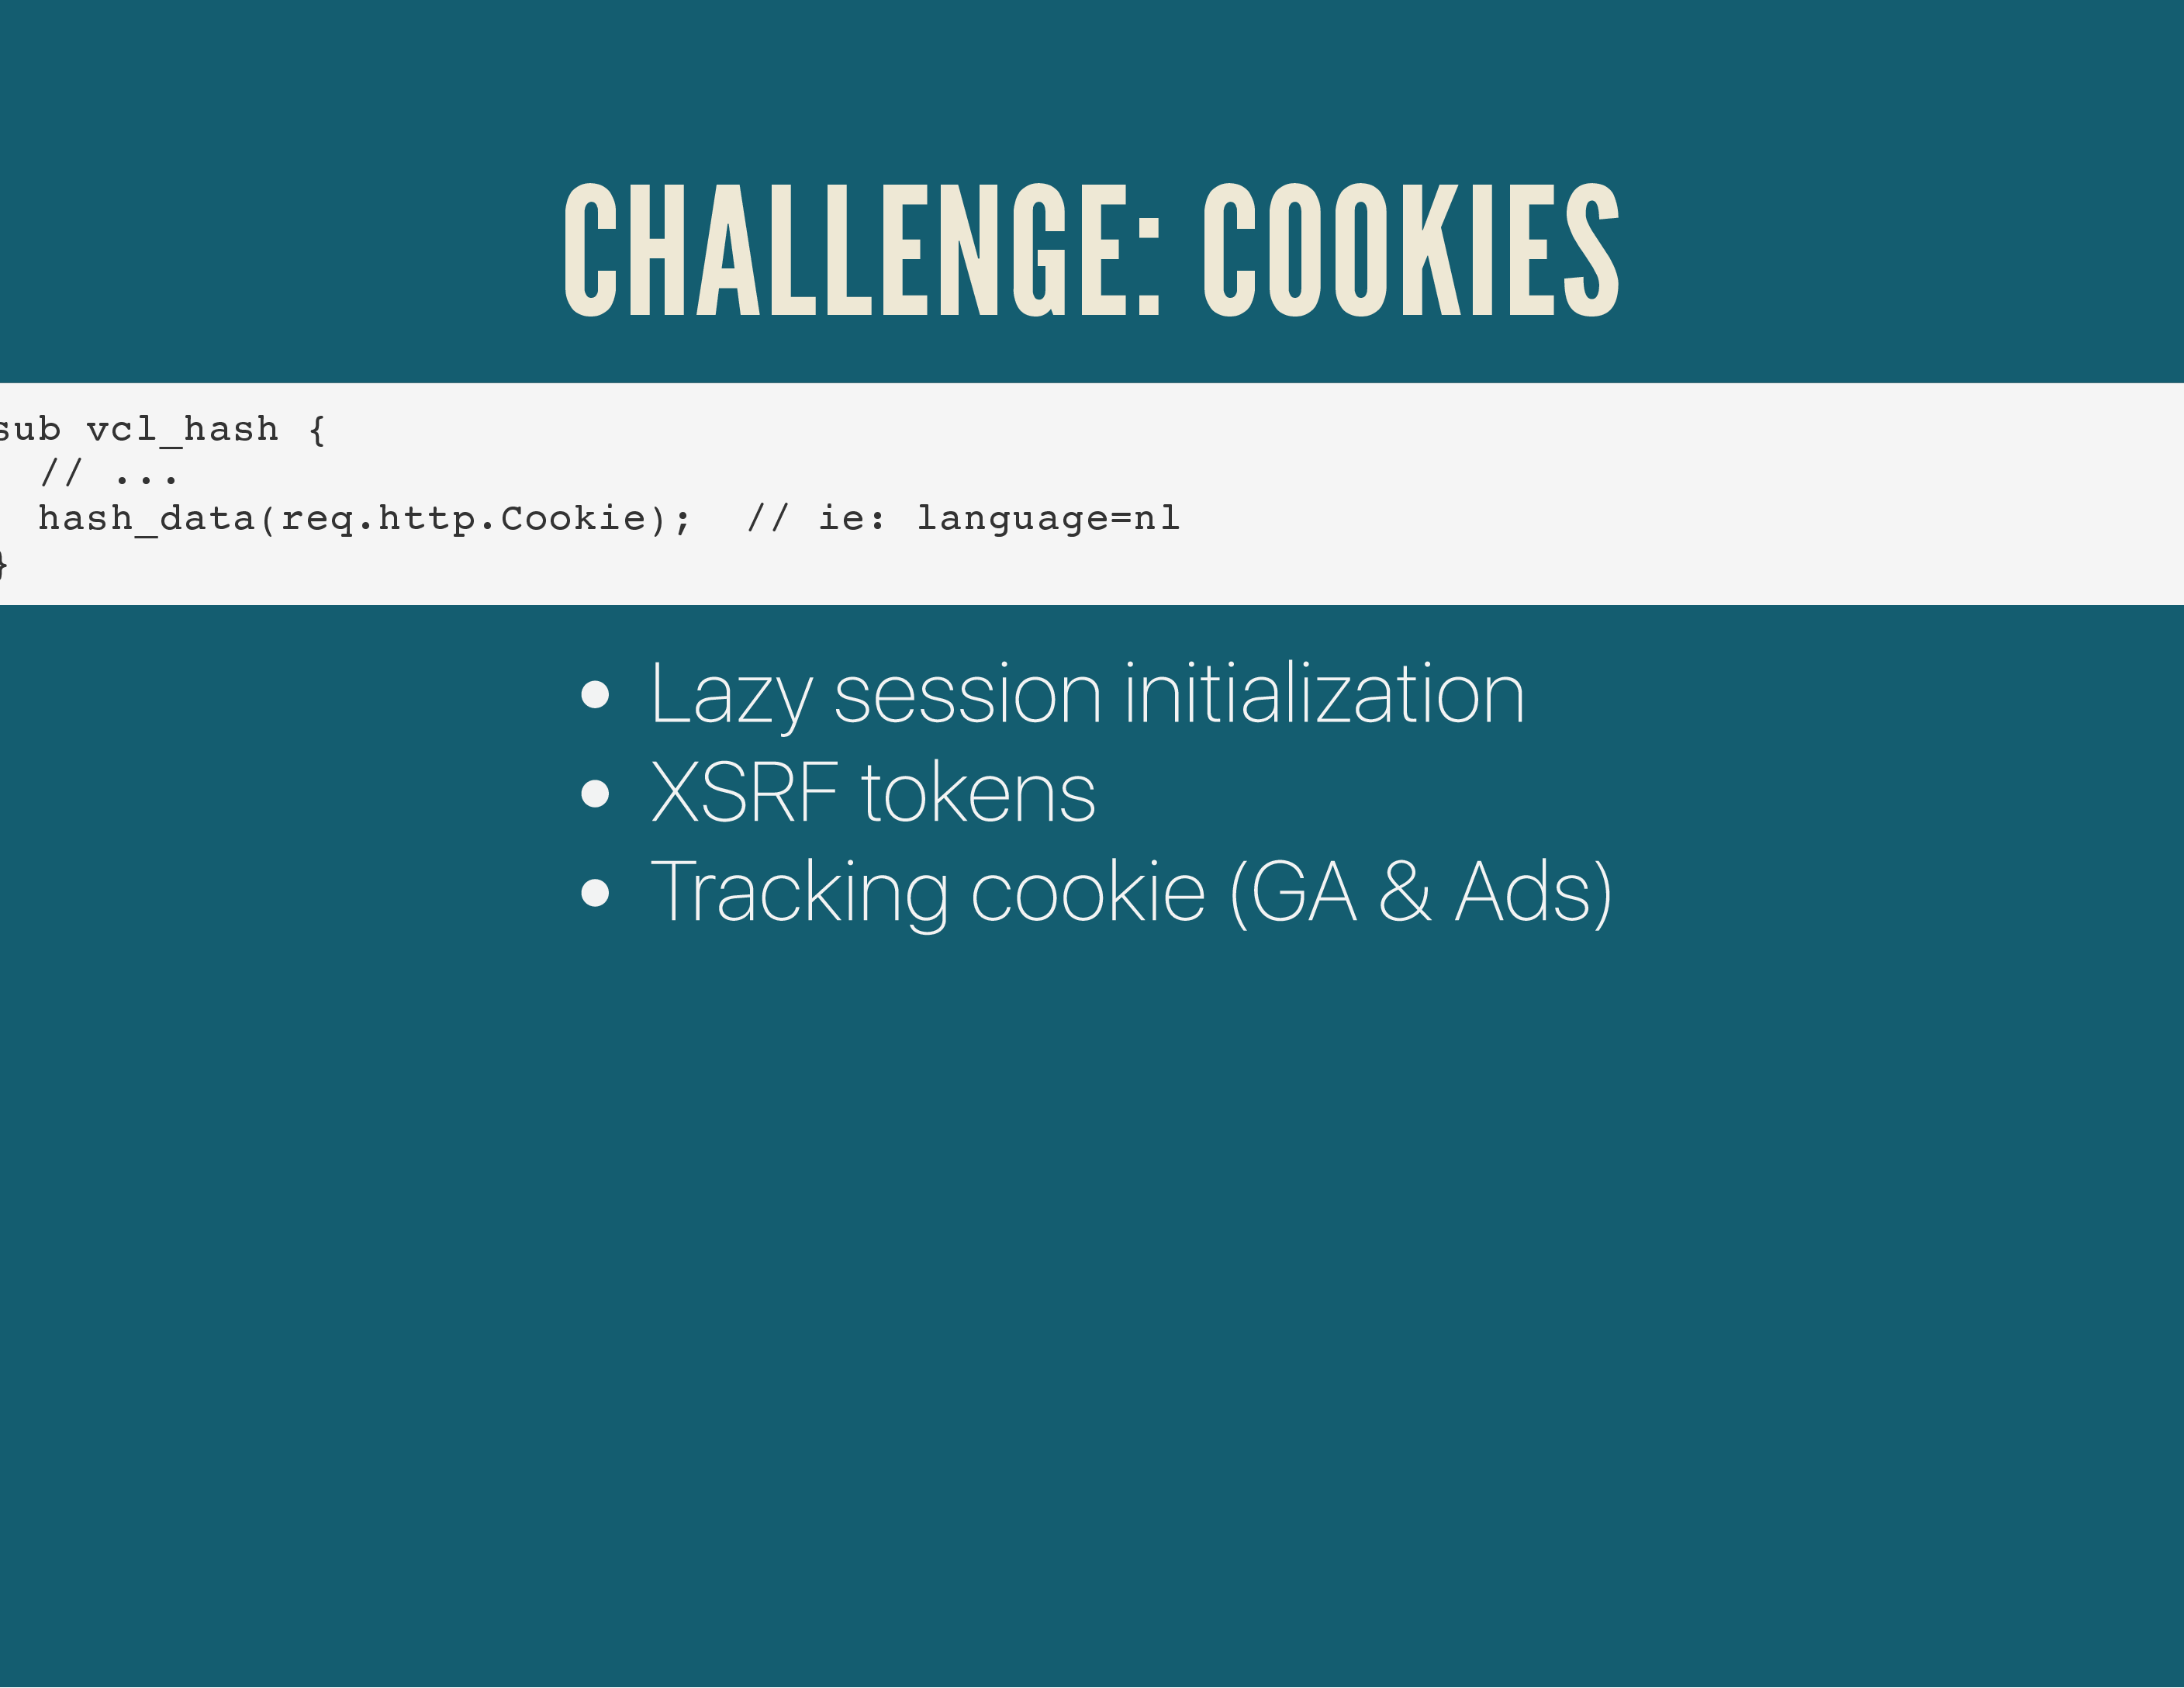 CHALLENGE: COOKIES
sub vcl_hash {
  // ...
  hash_data(req.http.Cookie);  // ie: language=nl
}
• Lazy session initialization
• XSRF tokens
• Tracking cookie (GA & Ads)